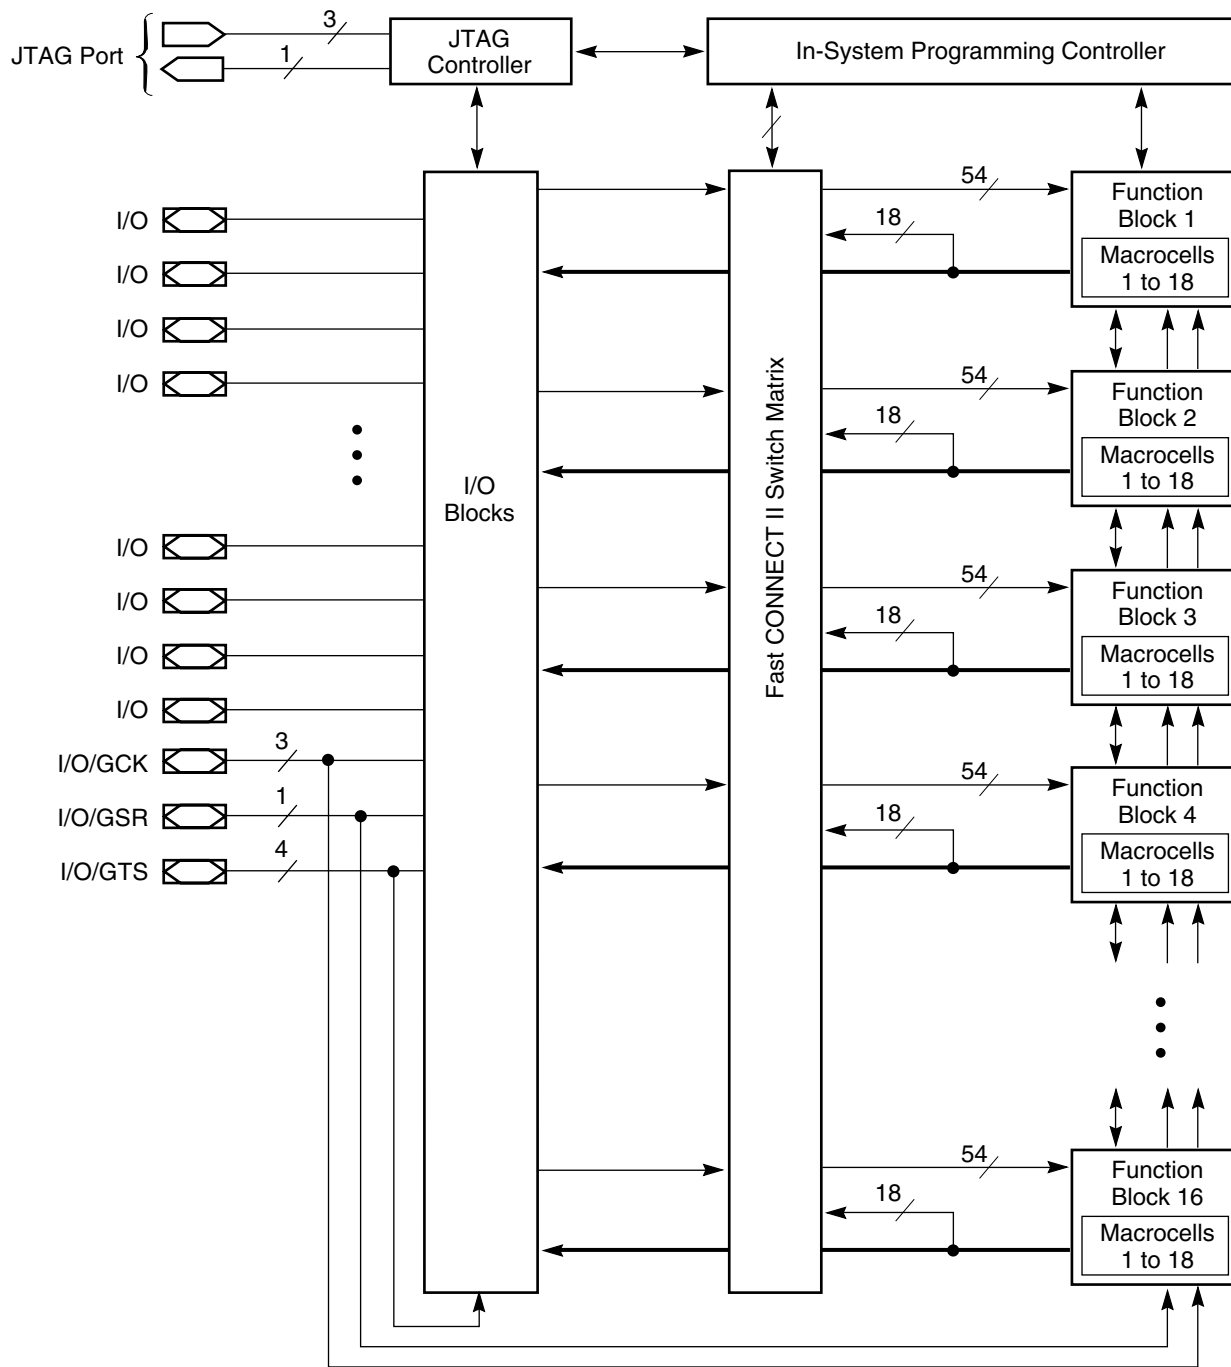 JTAG Port
3
1
JTAG
Controller
In-System Programming Controller
I/O
I/O
I/O
I/O
I/O
I/O
I/O
I/O
I/O/GCK
3
I/O/GSR
1
I/O/GTS
4
I/O
Blocks
Fast CONNECT II Switch Matrix
54
18
Function
Block 1
Macrocells
1 to 18
54
18
Function
Block 2
Macrocells
1 to 18
54
18
Function
Block 3
Macrocells
1 to 18
54
18
Function
Block 4
Macrocells
1 to 18
54
18
Function
Block 16
Macrocells
1 to 18